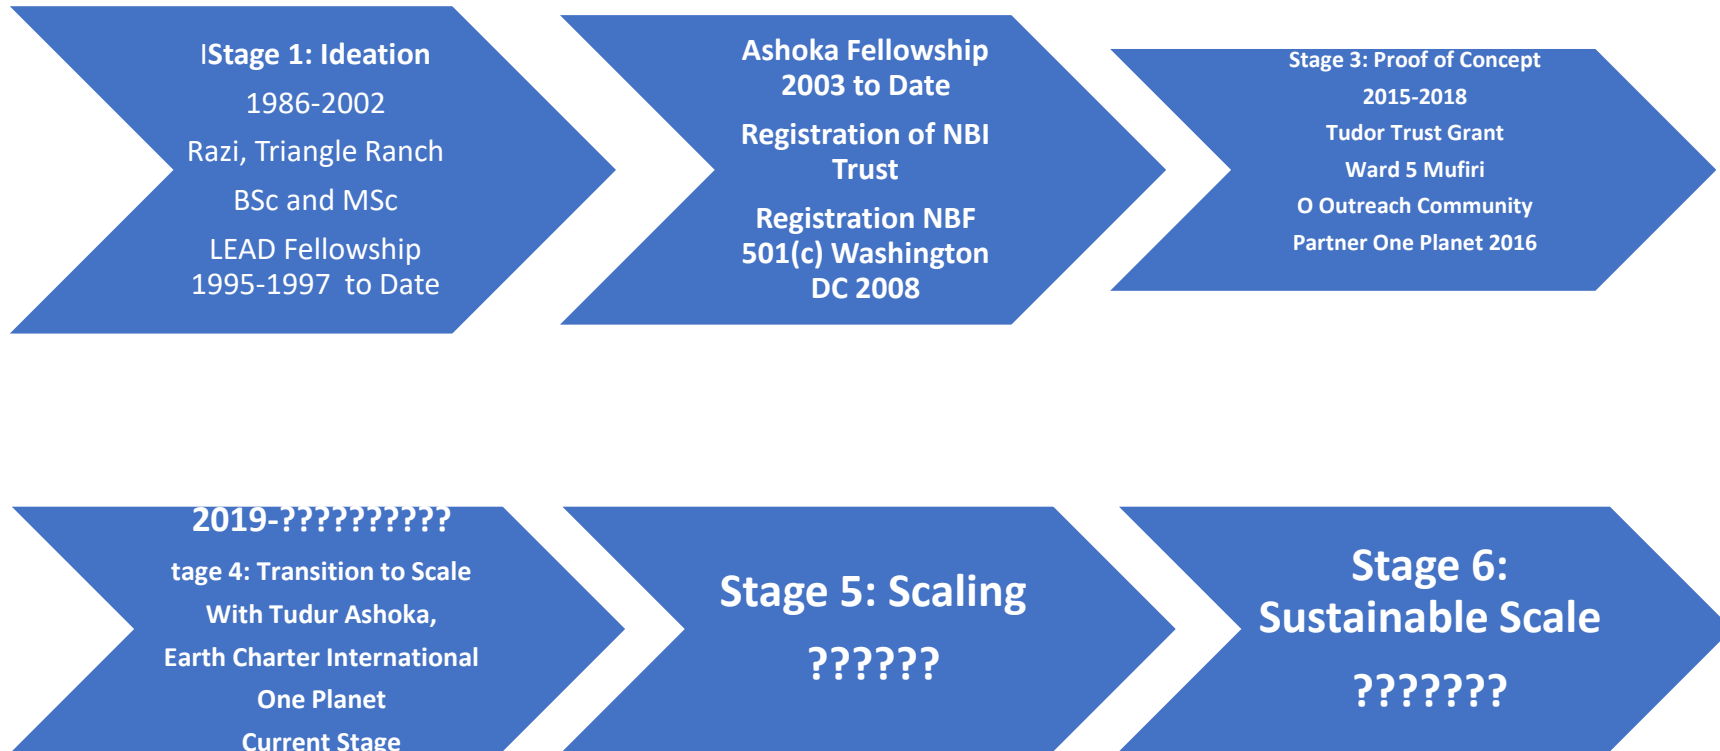 IStage 1: Ideation
1986-2002
Razi, Triangle Ranch
BSc and MSc
LEAD Fellowship
1995-1997 to Date
Ashoka Fellowship
2003 to Date
Registration of NBI
Trust
Registration NBF
501(c) Washington
DC 2008
Stage 3: Proof of Concept
2015-2018
Tudor Trust Grant
Ward 5 Mufiri
O Outreach Community
Partner One Planet 2016
2019-??????????
tage 4: Transition to Scale
With Tudur Ashoka,
Earth Charter International
One Planet
Current Stage
Stage 5: Scaling
??????
Stage 6:
Sustainable Scale
???????